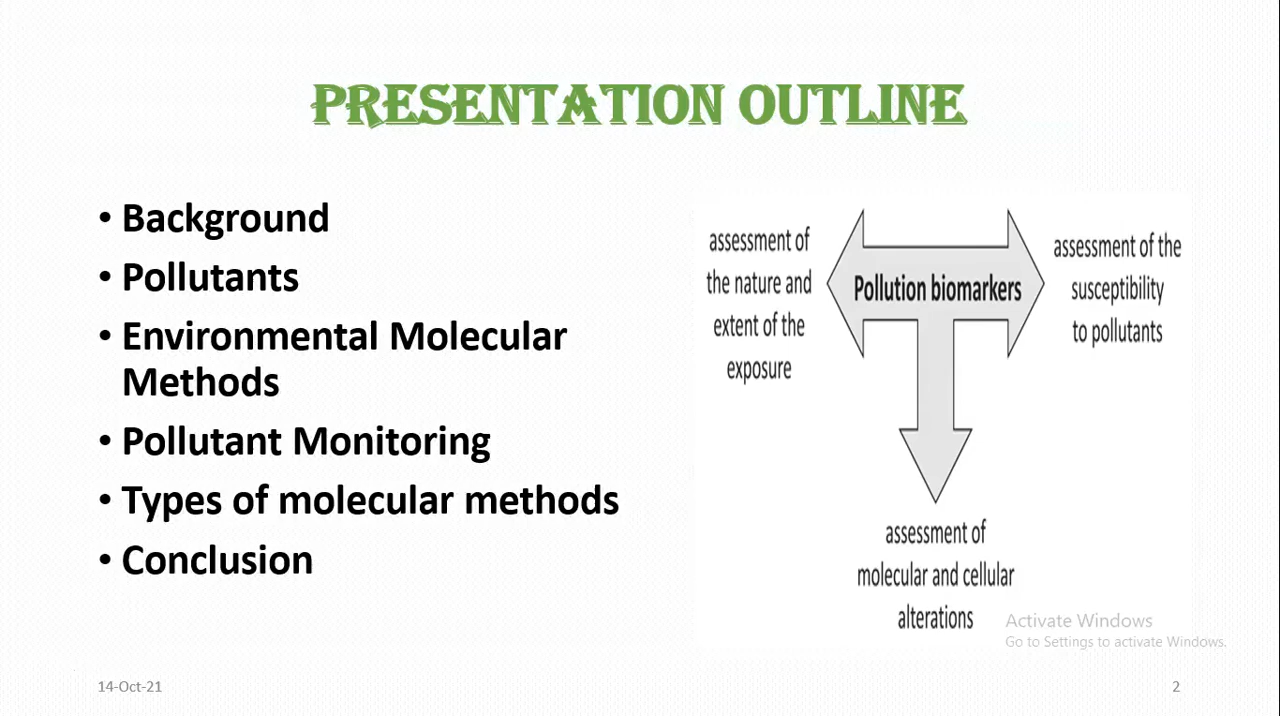 PRESENTATION OUTLINE
• Background
• Pollutants
• Environmental Molecular
Methods
• Pollutant Monitoring
• Types of molecular methods
• Conclusion
assessment of
the nature and
extent of the
exposure
Pollution biomarkers
assessment of the
susceptibility
to pollutants
assessment of
molecular and cellular
alterations
Activate Windows
Go to Settings to activate Windows.
14-Oct-21
2